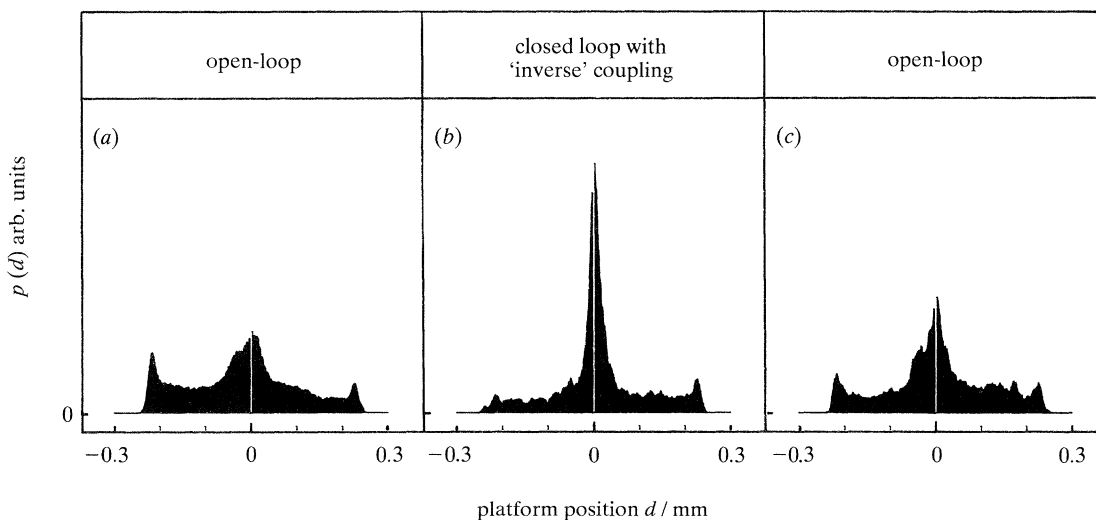 open-loop
closed loop with
‘inverse’ coupling
open-loop
(a)
(b)
(c)
p (d) arb. units
0
−0.3 0 0.3
−0.3 0 0.3
−0.3 0 0.3
platform position d / mm